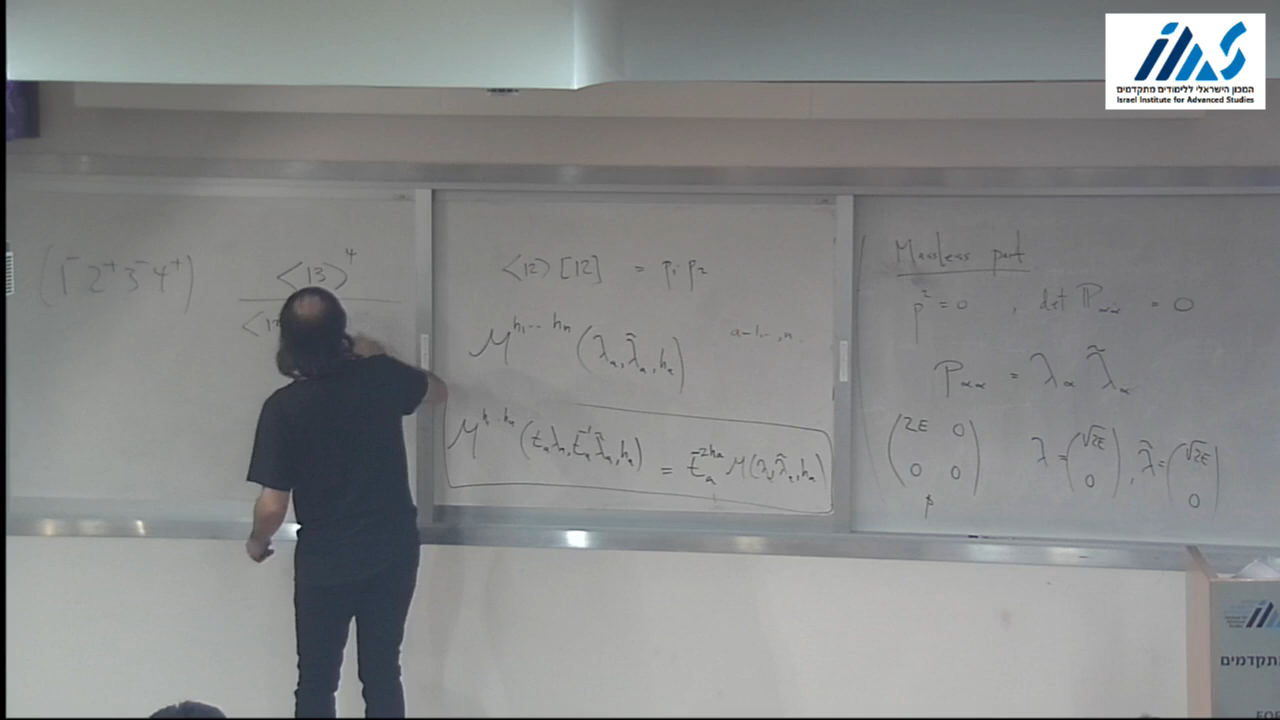 (1⁻2⁺3⁻4⁺) <13>⁴
<1
<12>[12] = p₁·p₂
M^{h₁…hₙ}(λₐ, λ̃ₐ, hₐ) a=1…,n.
M^{h…hₙ}(tₐλₐ, tₐ⁻¹λ̃ₐ, hₐ) = tₐ^{-2hₐ} M(λₐ, λ̃ₐ, hₐ)
Massless part
p²=0 , det P_{αα̇} = 0
P_{αα̇} = λ_α λ̃_α̇
(2E 0
0 0)
p
λ = (√2E
0) , λ̃ = (√2E
0)
המכון הישראלי ללימודים מתקדמים
Israel Institute for Advanced Studies